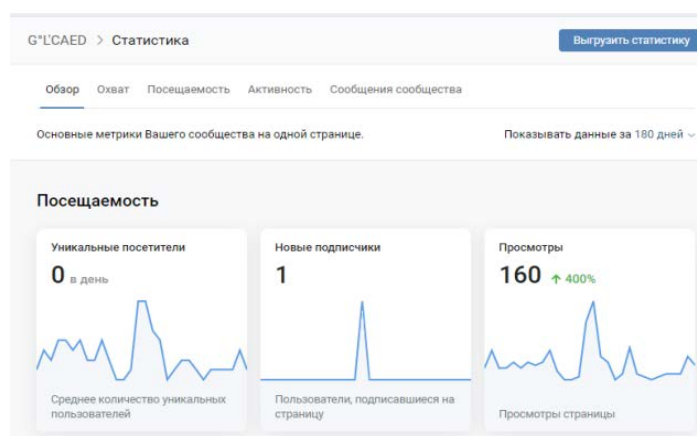 G*L'CAED > Статистика
Выгрузить статистику
Обзор Охват Посещаемость Активность Сообщения сообщества
Основные метрики Вашего сообщества на одной странице.
Показывать данные за 180 дней
Посещаемость
Уникальные посетители
0 в день
Среднее количество уникальных
пользователей
Новые подписчики
1
Пользователи, подписавшиеся на
страницу
Просмотры
160 ↑ 400%
Просмотры страницы